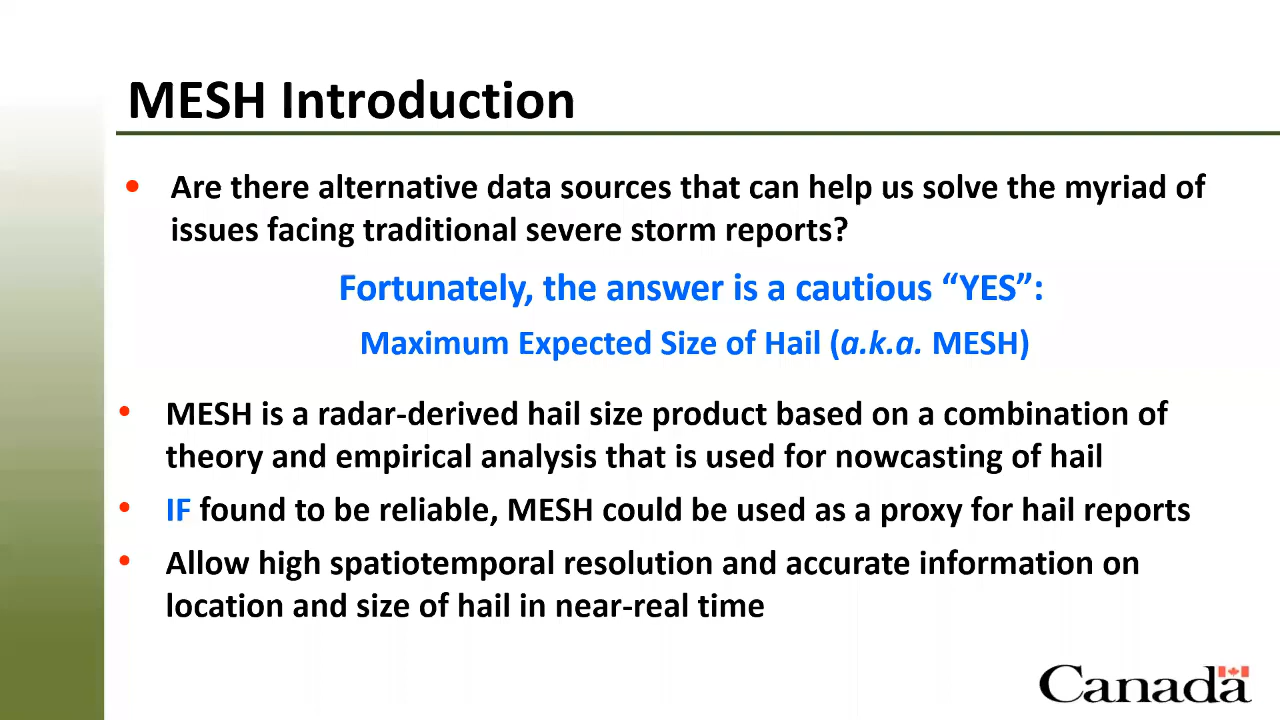 MESH Introduction
• Are there alternative data sources that can help us solve the myriad of
issues facing traditional severe storm reports?
Fortunately, the answer is a cautious “YES”:
Maximum Expected Size of Hail (a.k.a. MESH)
• MESH is a radar-derived hail size product based on a combination of
theory and empirical analysis that is used for nowcasting of hail
• IF found to be reliable, MESH could be used as a proxy for hail reports
• Allow high spatiotemporal resolution and accurate information on
location and size of hail in near-real time
Canada